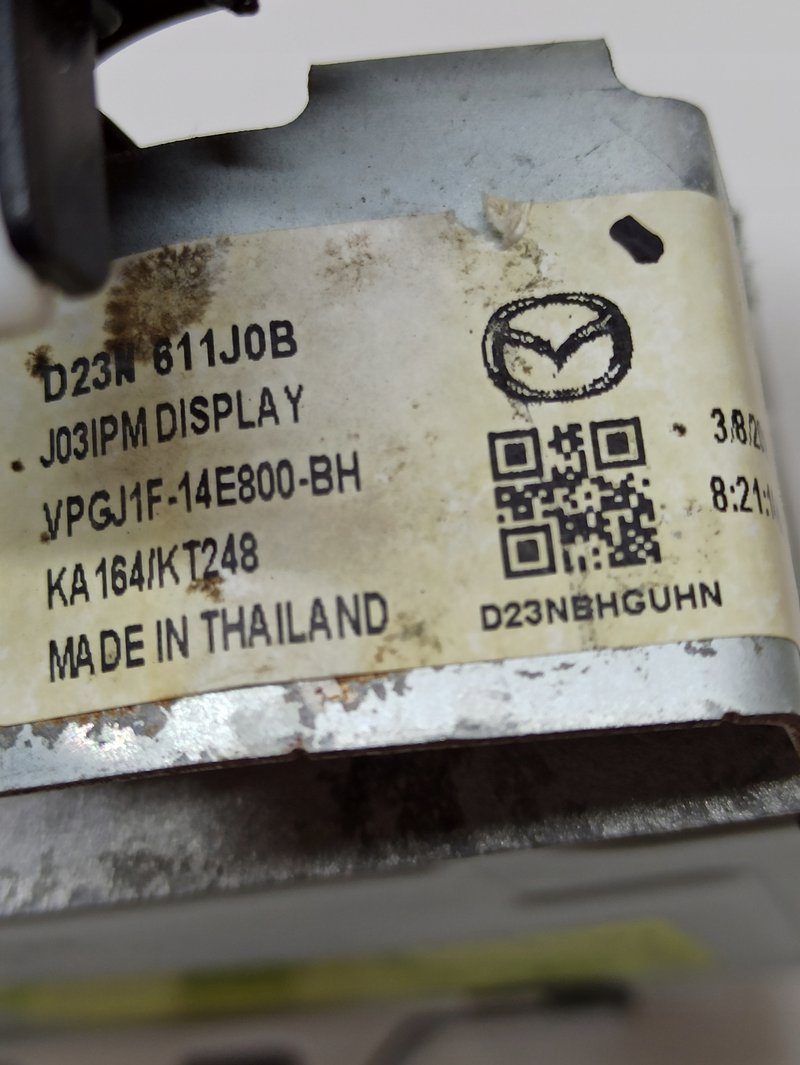 D23N 611J0B
J03IPM DISPLAY
VPGJ1F-14E800-BH
KA164/KT248
MADE IN THAILAND
D23NBHGUHN